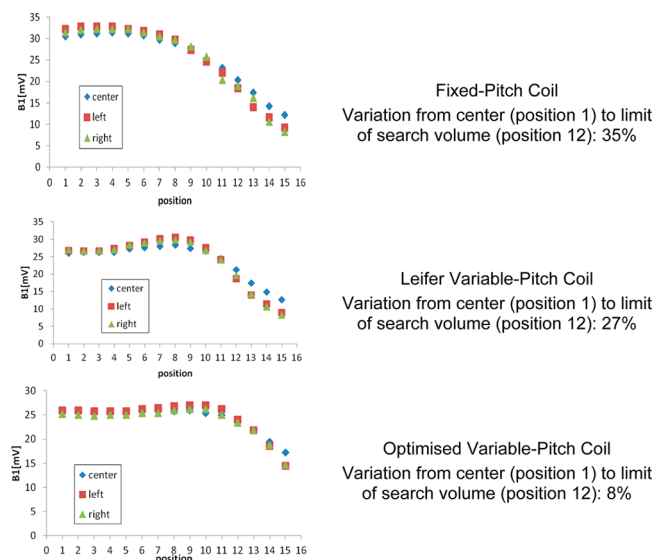 35
30
25
20
15
10
5
0
B1[mV]
center
left
right
0 1 2 3 4 5 6 7 8 9 10 11 12 13 14 15 16
position
Fixed-Pitch Coil
Variation from center (position 1) to limit
of search volume (position 12): 35%
35
30
25
20
15
10
5
0
B1[mV]
center
left
right
0 1 2 3 4 5 6 7 8 9 10 11 12 13 14 15 16
position
Leifer Variable-Pitch Coil
Variation from center (position 1) to limit
of search volume (position 12): 27%
30
25
20
15
10
5
0
B1[mV]
center
left
right
0 1 2 3 4 5 6 7 8 9 10 11 12 13 14 15 16
position
Optimised Variable-Pitch Coil
Variation from center (position 1) to limit
of search volume (position 12): 8%